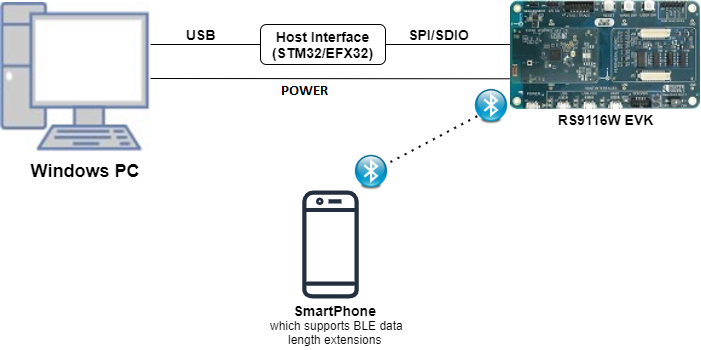 USB
Host Interface
(STM32/EFX32)
SPI/SDIO
POWER
RS9116W EVK
Windows PC
SmartPhone
which supports BLE data
length extensions